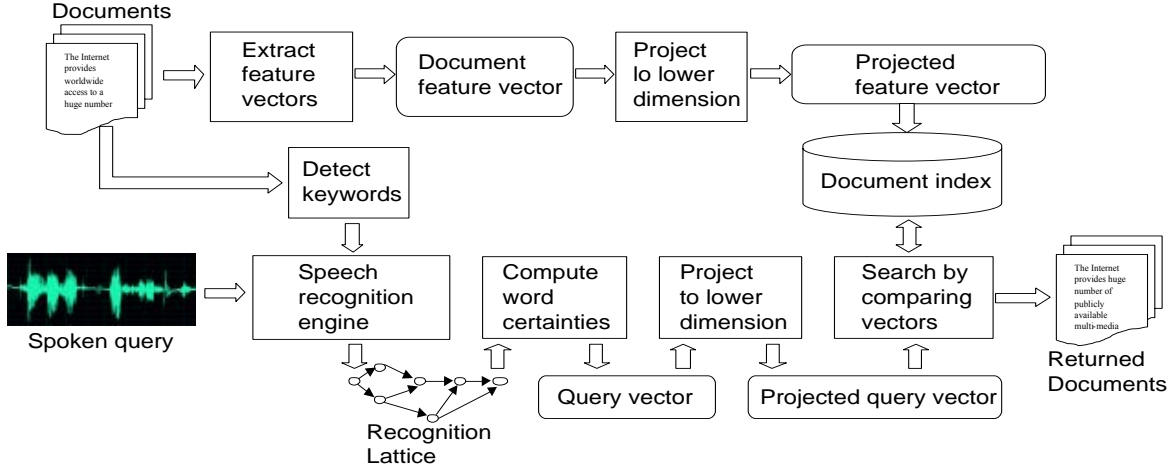 Documents
The Internet
provides
worldwide
access to a
huge number
Extract
feature
vectors
Document
feature vector
Project
lo lower
dimension
Projected
feature vector
Detect
keywords
Document index
Spoken query
Speech
recognition
engine
Compute
word
certainties
Project
to lower
dimension
Search by
comparing
vectors
The Internet
provides huge
number of
publicly
available
multi-media
Returned
Documents
Recognition
Lattice
Query vector
Projected query vector